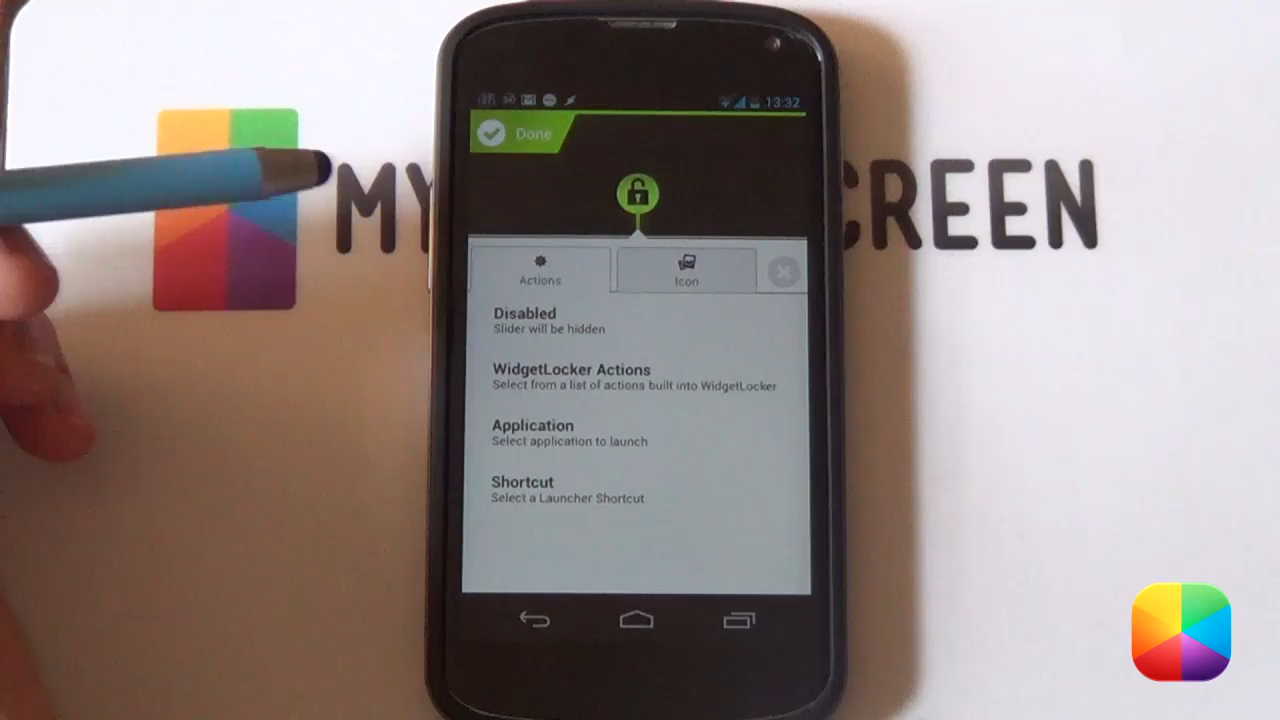 13:32
Done
MY
CREEN
Actions
Icon
Disabled
Slider will be hidden
WidgetLocker Actions
Select from a list of actions built into WidgetLocker
Application
Select application to launch
Shortcut
Select a Launcher Shortcut